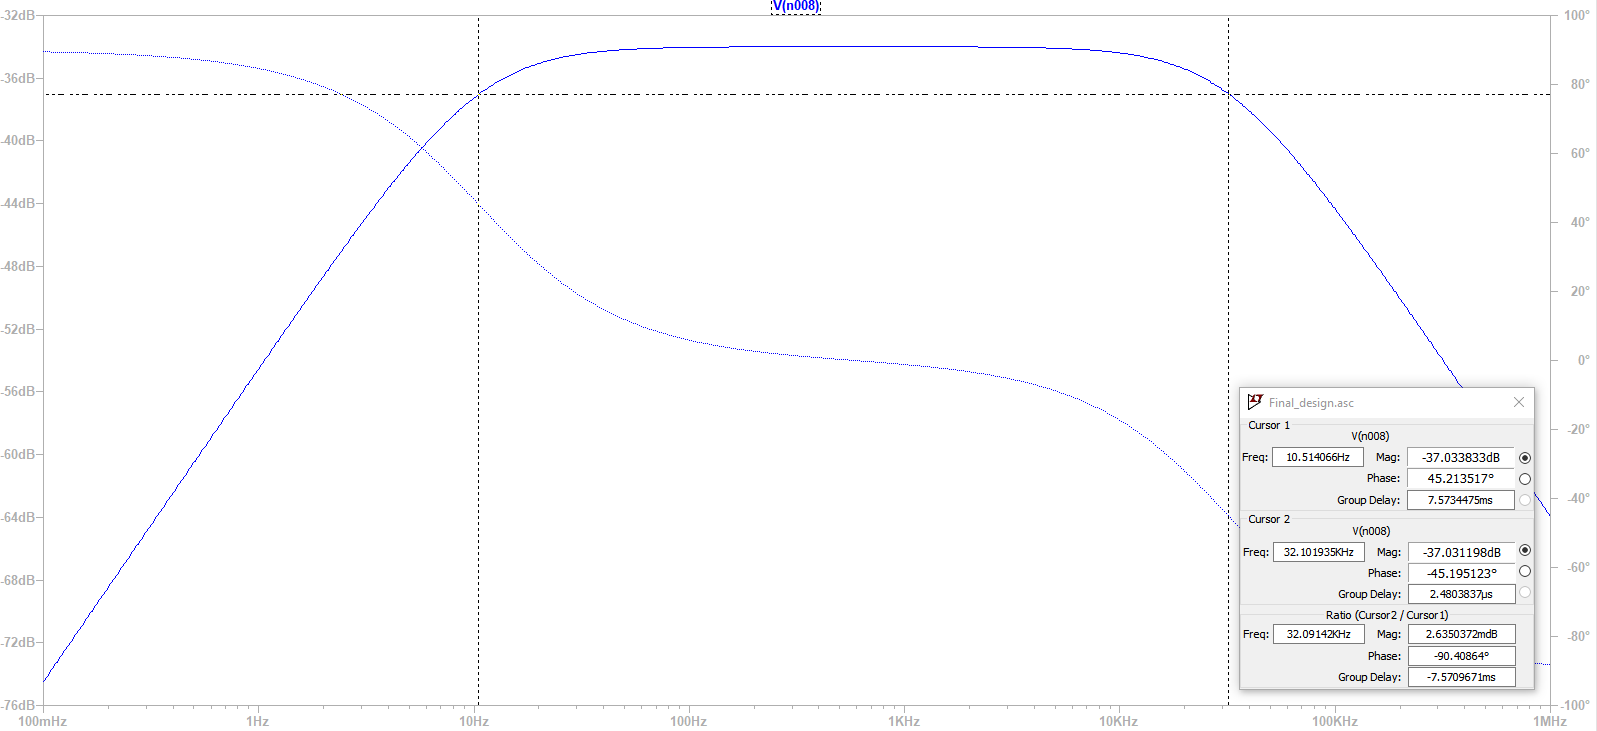 V(n008)
-32dB
-36dB
-40dB
-44dB
-48dB
-52dB
-56dB
-60dB
-64dB
-68dB
-72dB
-76dB
100°
80°
60°
40°
20°
0°
-20°
-40°
-60°
-80°
-100°
100mHz
1Hz
10Hz
100Hz
1KHz
10KHz
100KHz
1MHz
Final_design.asc
Cursor 1
V(n008)
Freq: 10.514066Hz Mag: -37.033833dB
Phase: 45.213517°
Group Delay: 7.5734475ms
Cursor 2
V(n008)
Freq: 32.101935KHz Mag: -37.031198dB
Phase: -45.195123°
Group Delay: 2.4803837µs
Ratio (Cursor2 / Cursor1)
Freq: 32.09142KHz Mag: 2.6350372mdB
Phase: -90.40864°
Group Delay: -7.5709671ms